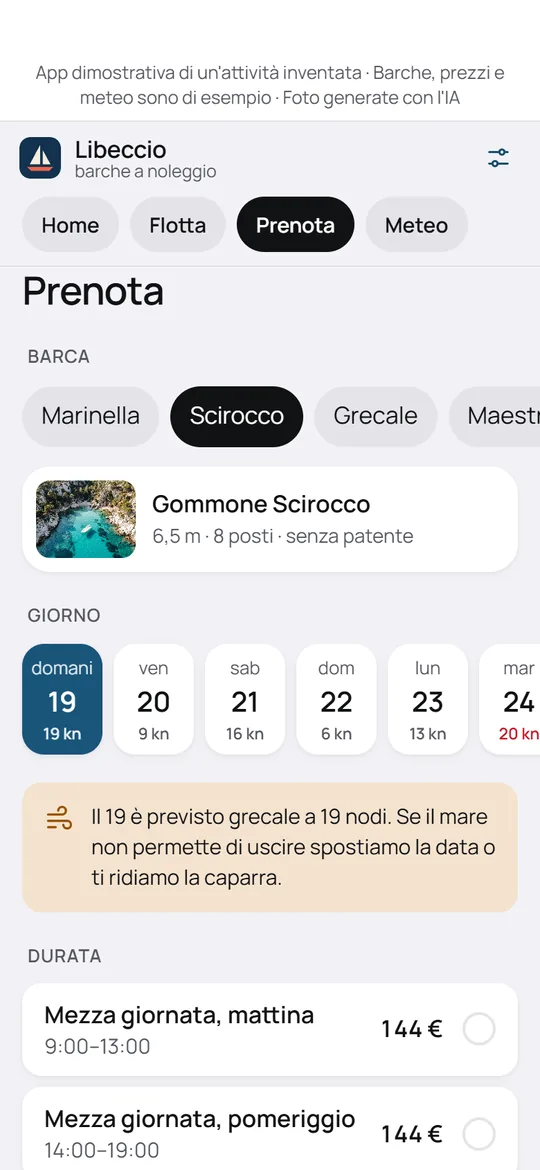 App dimostrativa di un'attività inventata · Barche, prezzi e
meteo sono di esempio · Foto generate con l'IA
Libeccio
barche a noleggio
Home
Flotta
Prenota
Meteo
Prenota
BARCA
Marinella
Scirocco
Grecale
Maestr
Gommone Scirocco
6,5 m · 8 posti · senza patente
GIORNO
domani
19
19 kn
ven
20
9 kn
sab
21
16 kn
dom
22
6 kn
lun
23
13 kn
mar
24
20 kn
Il 19 è previsto grecale a 19 nodi. Se il mare
non permette di uscire spostiamo la data o
ti ridiamo la caparra.
DURATA
Mezza giornata, mattina
9:00–13:00
144 €
Mezza giornata, pomeriggio
14:00–19:00
144 €